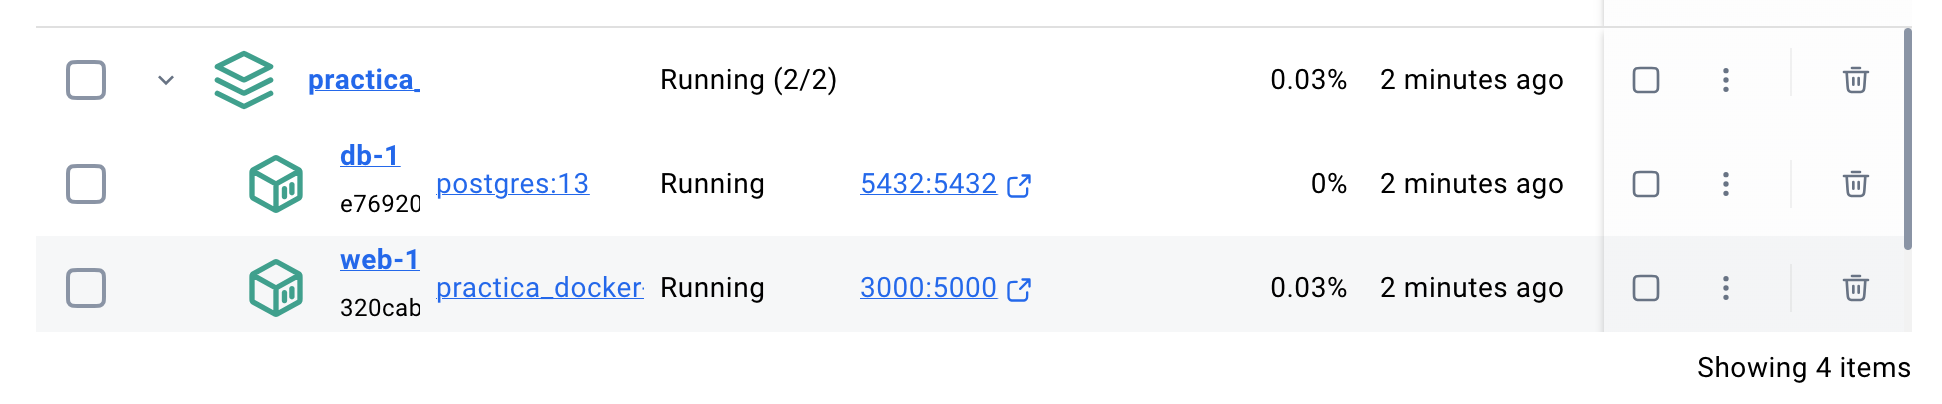 practica_ Running (2/2) 0.03% 2 minutes ago
db-1
e76920 postgres:13 Running 5432:5432 0% 2 minutes ago
web-1
320cab practica_docker Running 3000:5000 0.03% 2 minutes ago
Showing 4 items